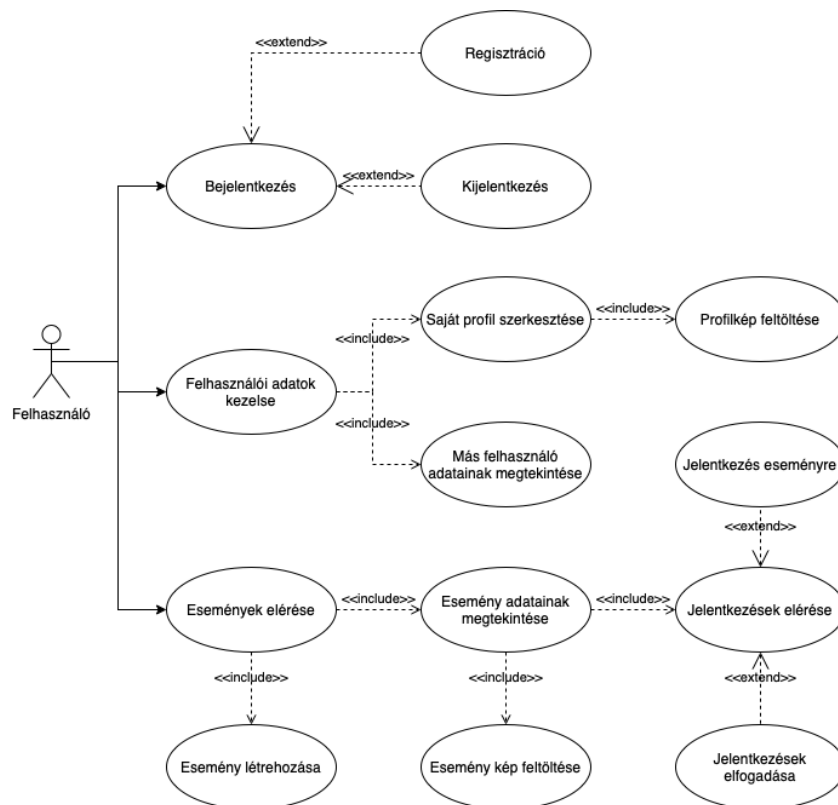 <<extend>>
Regisztráció
Bejelentkezés
<<extend>>
Kijelentkezés
Saját profil szerkesztése
<<include>>
Profilkép feltöltése
<<include>>
Felhasználó
Felhasználói adatok
kezelse
<<include>>
Más felhasználó
adatainak megtekintése
Jelentkezés eseményre
<<extend>>
Események elérése
<<include>>
Esemény adatainak
megtekintése
<<include>>
Jelentkezések elérése
<<include>>
<<include>>
<<extend>>
Esemény létrehozása
Esemény kép feltöltése
Jelentkezések
elfogadása